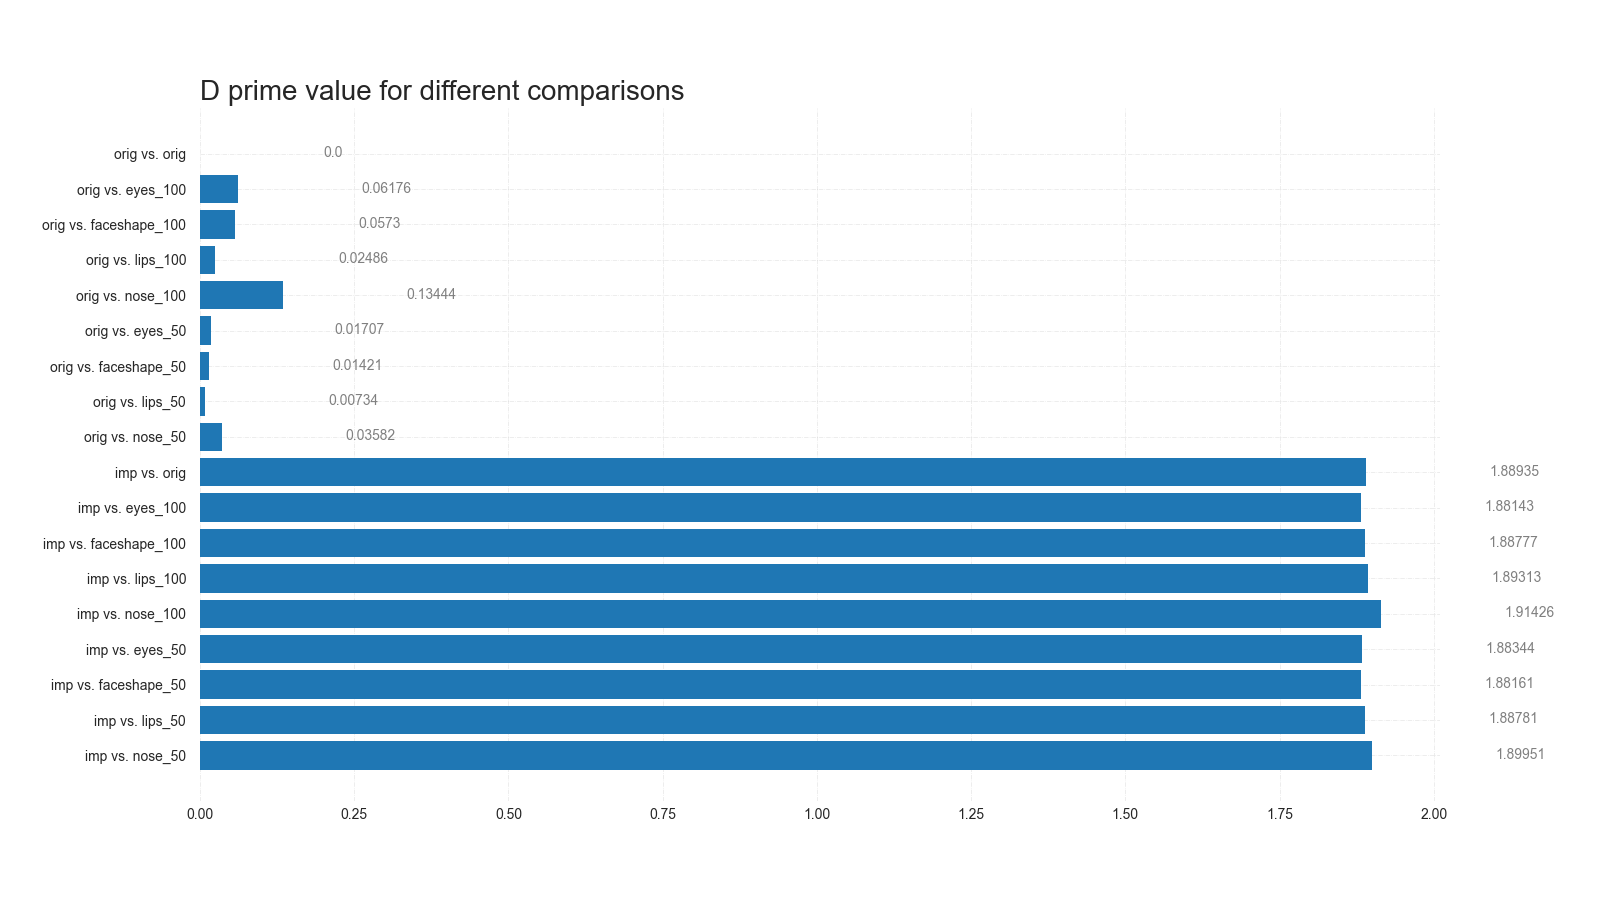 D prime value for different comparisons
orig vs. orig 0.0
orig vs. eyes_100 0.06176
orig vs. faceshape_100 0.0573
orig vs. lips_100 0.02486
orig vs. nose_100 0.13444
orig vs. eyes_50 0.01707
orig vs. faceshape_50 0.01421
orig vs. lips_50 0.00734
orig vs. nose_50 0.03582
imp vs. orig 1.88935
imp vs. eyes_100 1.88143
imp vs. faceshape_100 1.88777
imp vs. lips_100 1.89313
imp vs. nose_100 1.91426
imp vs. eyes_50 1.88344
imp vs. faceshape_50 1.88161
imp vs. lips_50 1.88781
imp vs. nose_50 1.89951
0.00 0.25 0.50 0.75 1.00 1.25 1.50 1.75 2.00